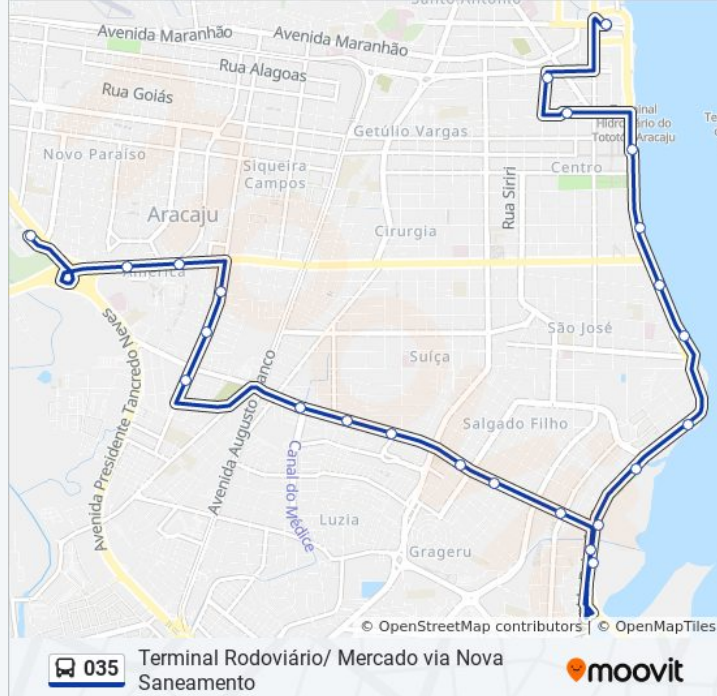 Santo Antônio
Avenida Maranhão
Avenida Maranhão
Rua Alagoas
Rua Goiás
Getúlio Vargas
Terminal
Hidroviário do
Tototó Aracaju
Te
Novo Paraíso
Siqueira
Campos
Centro
Rua Siriri
Aracaju
Cirurgia
América
Avenida Presidente Tancredo Neves
São José
Suíça
Avenida Augusto Franco
Salgado Filho
Canal do Médice
Luzia
Grageru
© OpenStreetMap contributors | © OpenMapTiles
035
Terminal Rodoviário/ Mercado via Nova
Saneamento
moovit